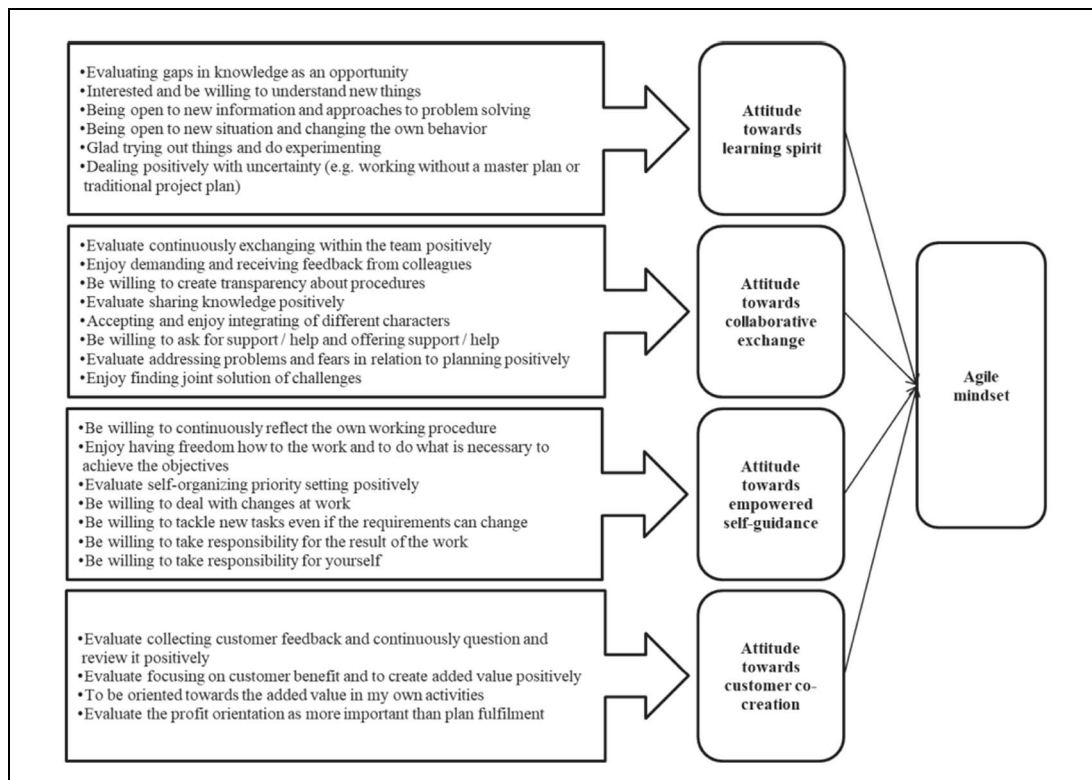 •Evaluating gaps in knowledge as an opportunity
•Interested and be willing to understand new things
•Being open to new information and approaches to problem solving
•Being open to new situation and changing the own behavior
•Glad trying out things and do experimenting
•Dealing positively with uncertainty (e.g. working without a master plan or
traditional project plan)
Attitude
towards
learning spirit
•Evaluate continuously exchanging within the team positively
•Enjoy demanding and receiving feedback from colleagues
•Be willing to create transparency about procedures
•Evaluate sharing knowledge positively
•Accepting and enjoy integrating of different characters
•Be willing to ask for support / help and offering support / help
•Evaluate addressing problems and fears in relation to planning positively
•Enjoy finding joint solution of challenges
Attitude
towards
collaborative
exchange
•Be willing to continuously reflect the own working procedure
•Enjoy having freedom how to the work and to do what is necessary to
achieve the objectives
•Evaluate self-organizing priority setting positively
•Be willing to deal with changes at work
•Be willing to tackle new tasks even if the requirements can change
•Be willing to take responsibility for the result of the work
•Be willing to take responsibility for yourself
Attitude
towards
empowered
self-guidance
•Evaluate collecting customer feedback and continuously question and
review it positively
•Evaluate focusing on customer benefit and to create added value positively
•To be oriented towards the added value in my own activities
•Evaluate the profit orientation as more important than plan fulfilment
Attitude
towards
customer co-
creation
Agile
mindset